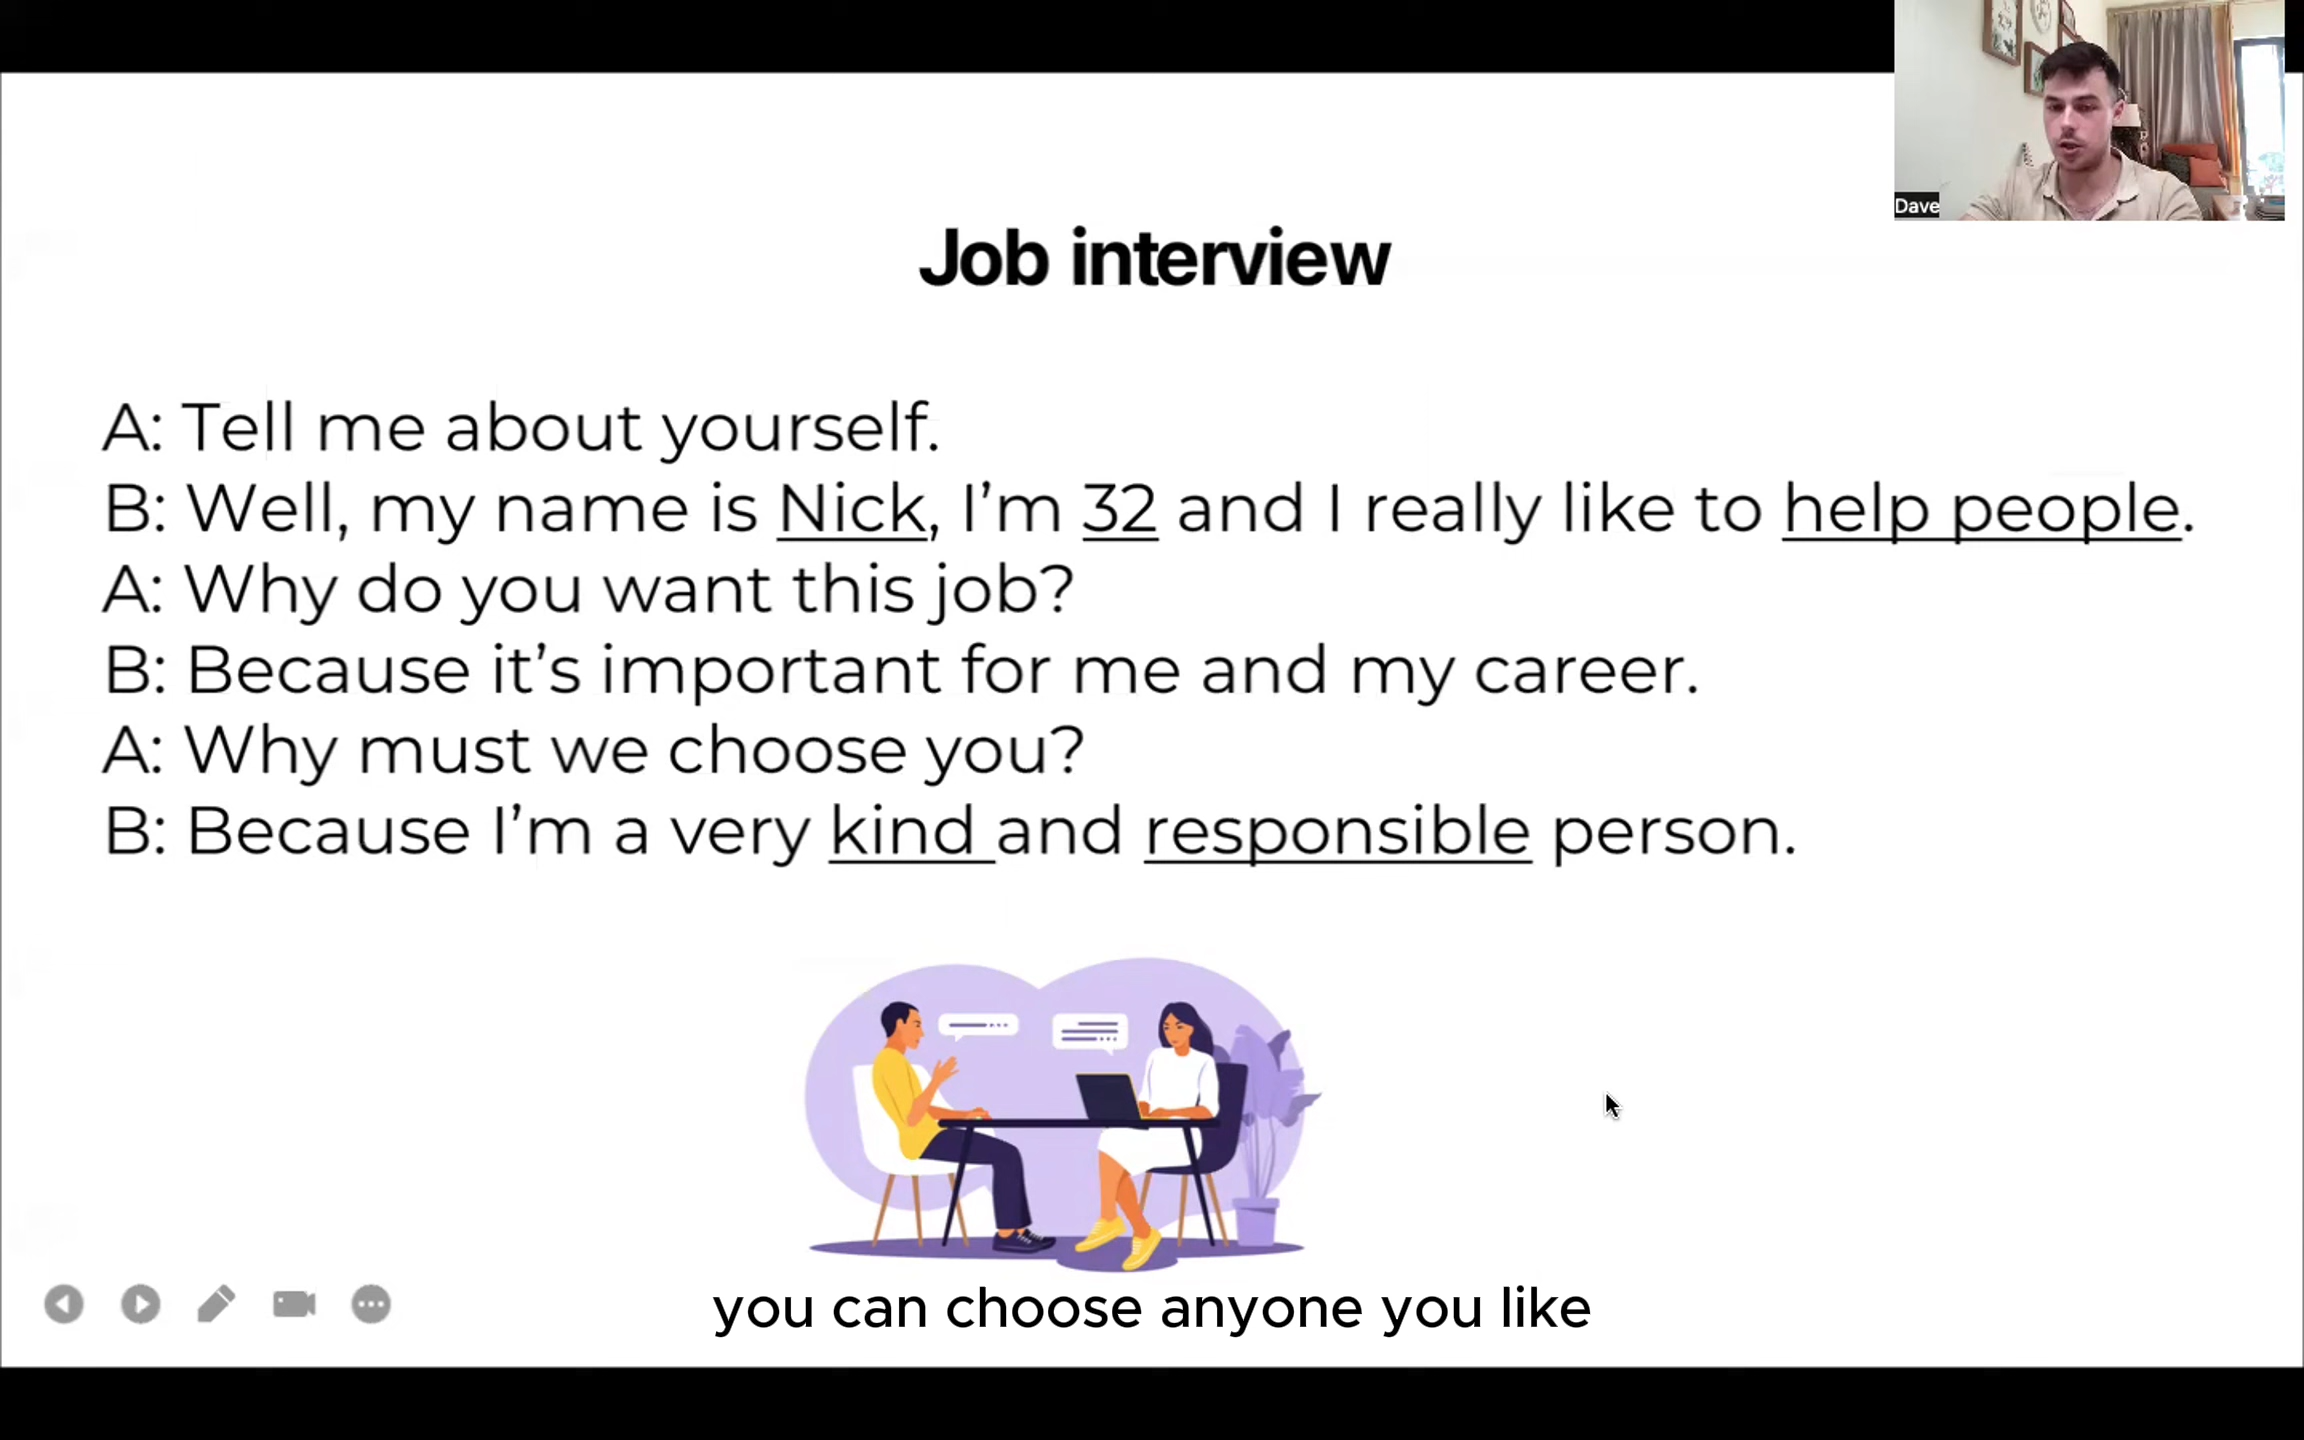 Dave
Job interview
A: Tell me about yourself.
B: Well, my name is Nick, I’m 32 and I really like to help people.
A: Why do you want this job?
B: Because it’s important for me and my career.
A: Why must we choose you?
B: Because I’m a very kind and responsible person.
you can choose anyone you like